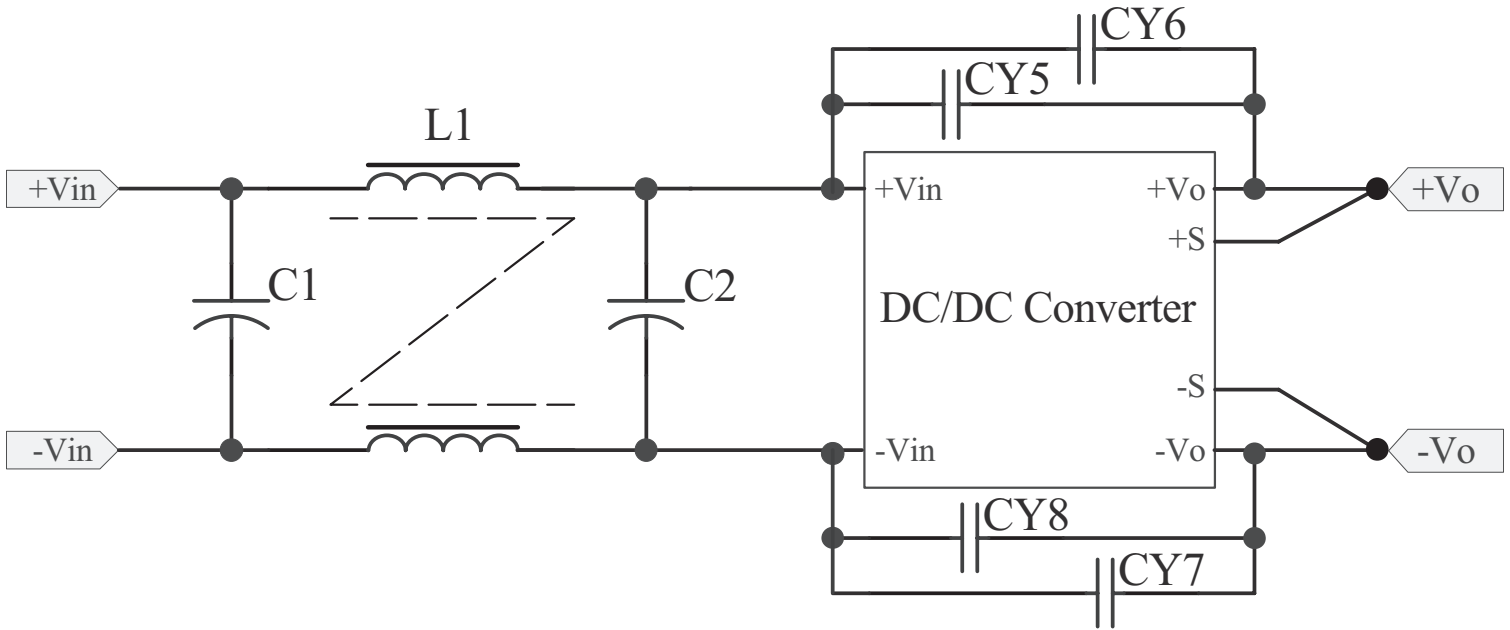 CY6
CY5
L1
+Vin
+Vin
+Vo
+Vo
+S
C1
C2
DC/DC Converter
-S
-Vin
-Vin
-Vo
-Vo
CY8
CY7